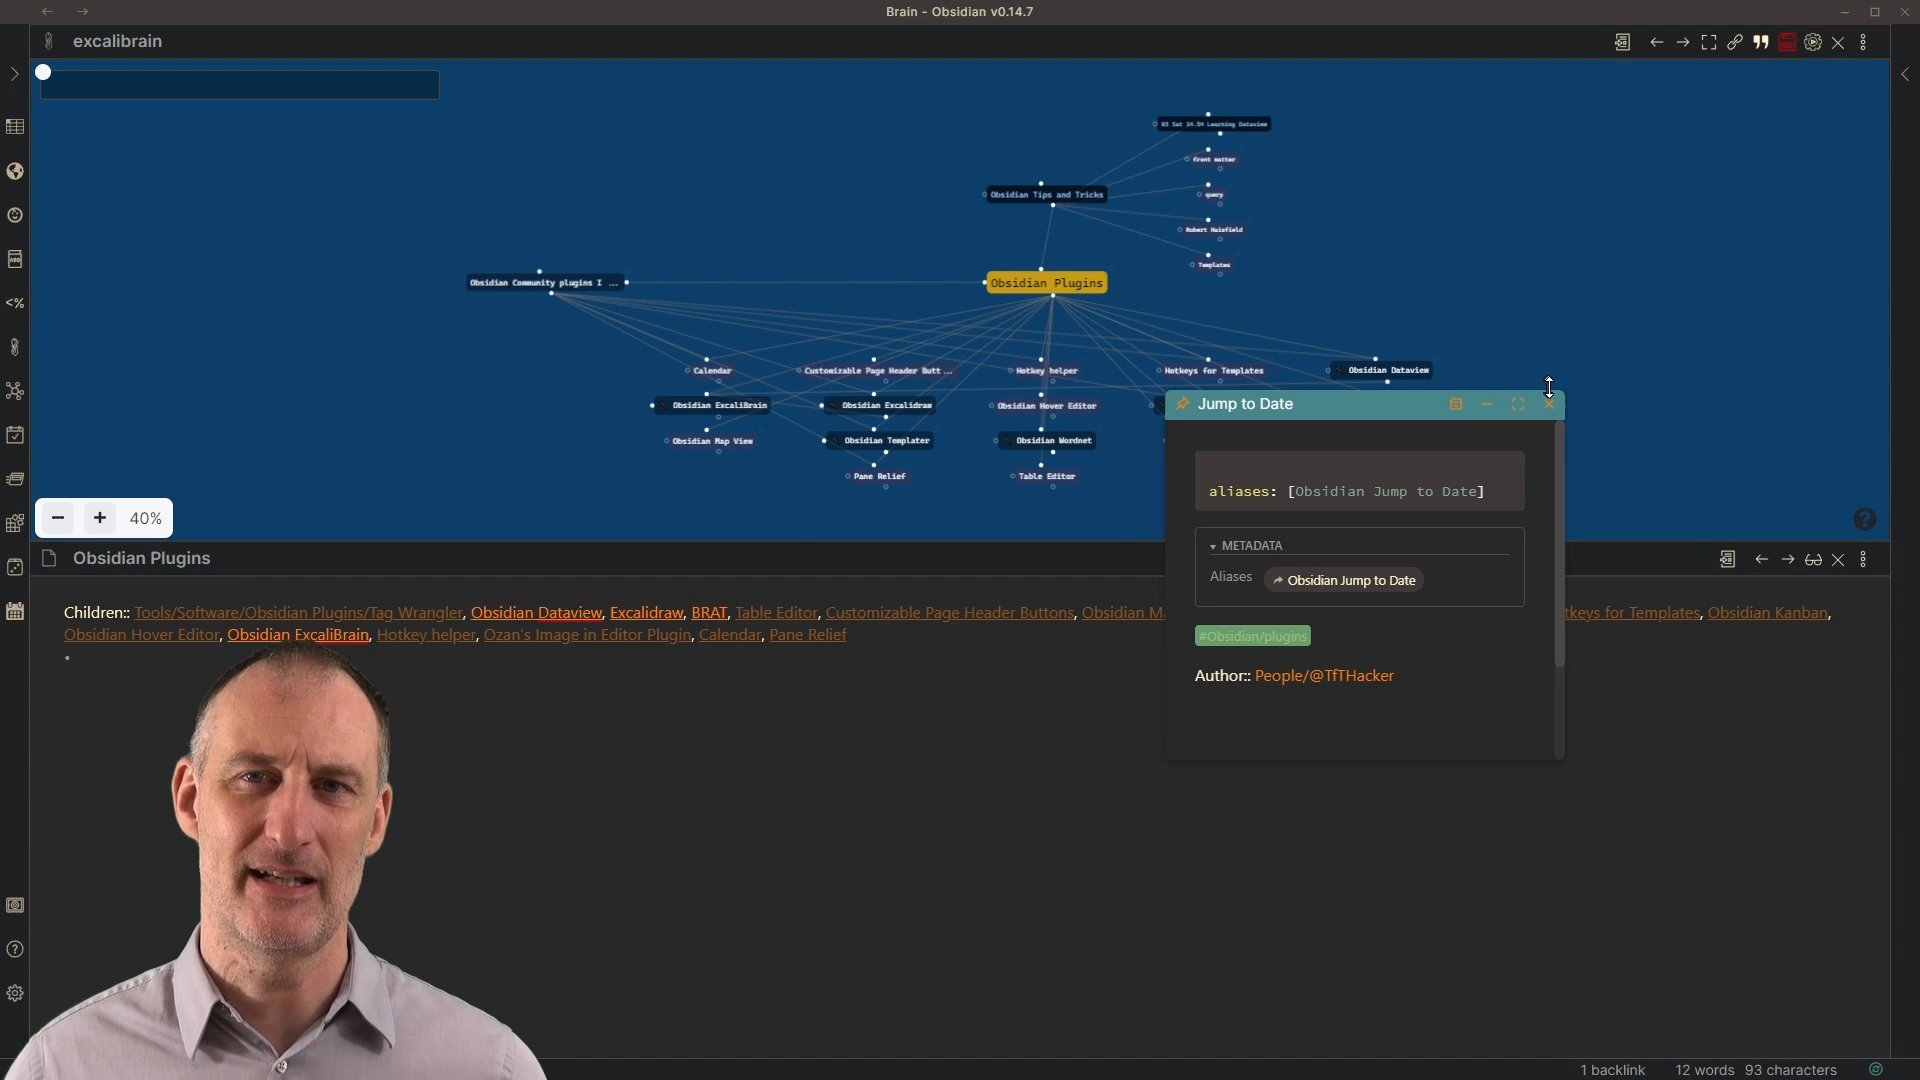 Brain - Obsidian v0.14.7
excalibrain
03 Sat 14.54 Learning Dataview
front matter
Obsidian Tips and Tricks
query
Robert Haisfield
Templates
Obsidian Community plugins I ...
Obsidian Plugins
Calendar
Customizable Page Header Butt ...
Hotkey helper
Hotkeys for Templates
Obsidian Dataview
Obsidian ExcaliBrain
Obsidian Excalidraw
Obsidian Hover Editor
Obsidian Map View
Obsidian Templater
Obsidian Wordnet
Pane Relief
Table Editor
40%
Jump to Date
aliases: [Obsidian Jump to Date]
METADATA
Aliases
Obsidian Jump to Date
#Obsidian/plugins
Author:: People/@TfTHacker
Obsidian Plugins
Children:: Tools/Software/Obsidian Plugins/Tag Wrangler, Obsidian Dataview, Excalidraw, BRAT, Table Editor, Customizable Page Header Buttons, Obsidian M
tkeys for Templates, Obsidian Kanban,
Obsidian Hover Editor, Obsidian ExcaliBrain, Hotkey helper, Ozan's Image in Editor Plugin, Calendar, Pane Relief
1 backlink
12 words
93 characters